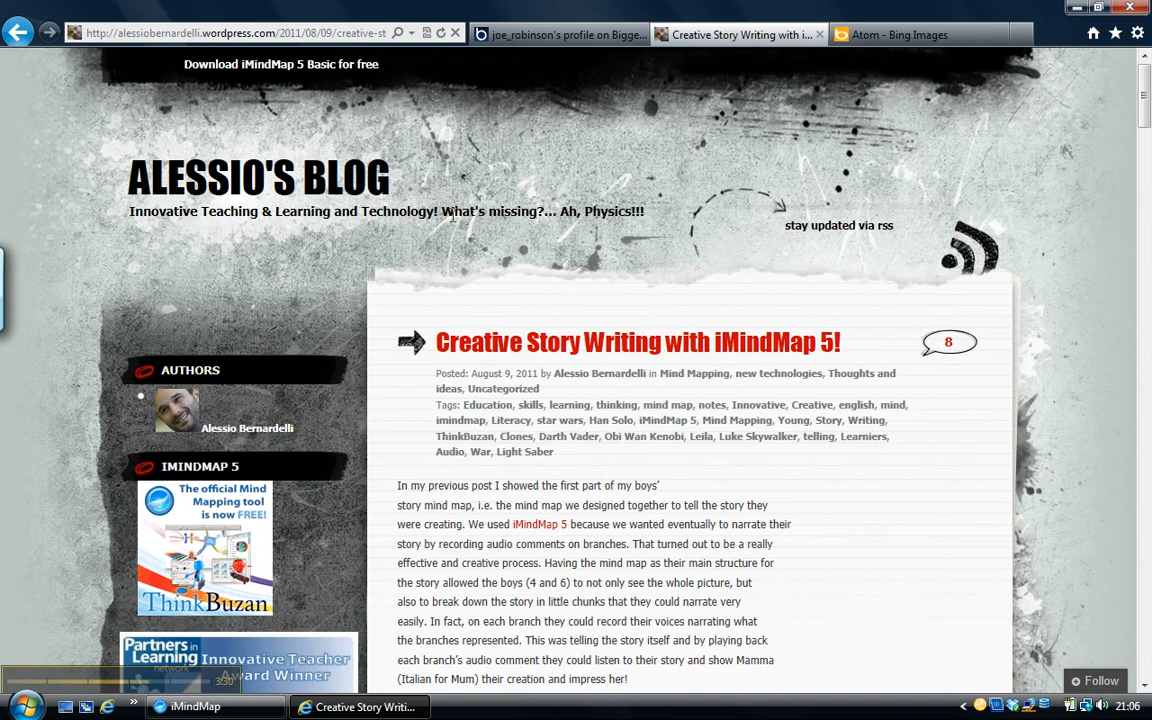 http://alessiobernardelli.wordpress.com/2011/08/09/creative-st
joe_robinson's profile on Bigge...
Creative Story Writing with i...
Atom - Bing Images
Download iMindMap 5 Basic for free
ALESSIO'S BLOG
Innovative Teaching & Learning and Technology! What's missing?... Ah, Physics!!!
stay updated via rss
AUTHORS
Alessio Bernardelli
IMINDMAP 5
The official Mind
Mapping tool
is now FREE!
ThinkBuzan
Partners in
Learning
network
Innovative Teacher
Award Winner
Creative Story Writing with iMindMap 5!
8
Posted: August 9, 2011 by Alessio Bernardelli in Mind Mapping, new technologies, Thoughts and
ideas, Uncategorized
Tags: Education, skills, learning, thinking, mind map, notes, Innovative, Creative, english, mind,
imindmap, Literacy, star wars, Han Solo, iMindMap 5, Mind Mapping, Young, Story, Writing,
ThinkBuzan, Clones, Darth Vader, Obi Wan Kenobi, Leila, Luke Skywalker, telling, Learniers,
Audio, War, Light Saber
In my previous post I showed the first part of my boys'
story mind map, i.e. the mind map we designed together to tell the story they
were creating. We used iMindMap 5 because we wanted eventually to narrate their
story by recording audio comments on branches. That turned out to be a really
effective and creative process. Having the mind map as their main structure for
the story allowed the boys (4 and 6) to not only see the whole picture, but
also to break down the story in little chunks that they could narrate very
easily. In fact, on each branch they could record their voices narrating what
the branches represented. This was telling the story itself and by playing back
each branch's audio comment they could listen to their story and show Mamma
(Italian for Mum) their creation and impress her!
Follow
3:30
iMindMap
Creative Story Writi...
21:06